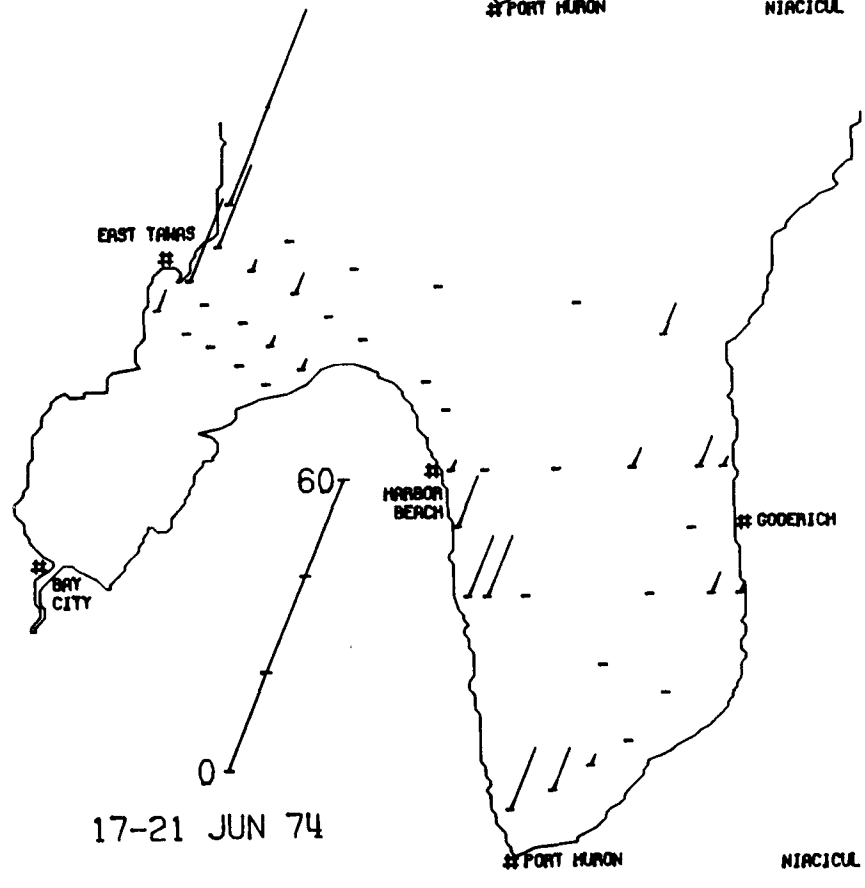 # PORT HURON NIACICUL
EAST TAWAS
#
60
#
HARBOR
BEACH
# GODERICH
#
BAY
CITY
0
17-21 JUN 74
# PORT HURON NIACICUL